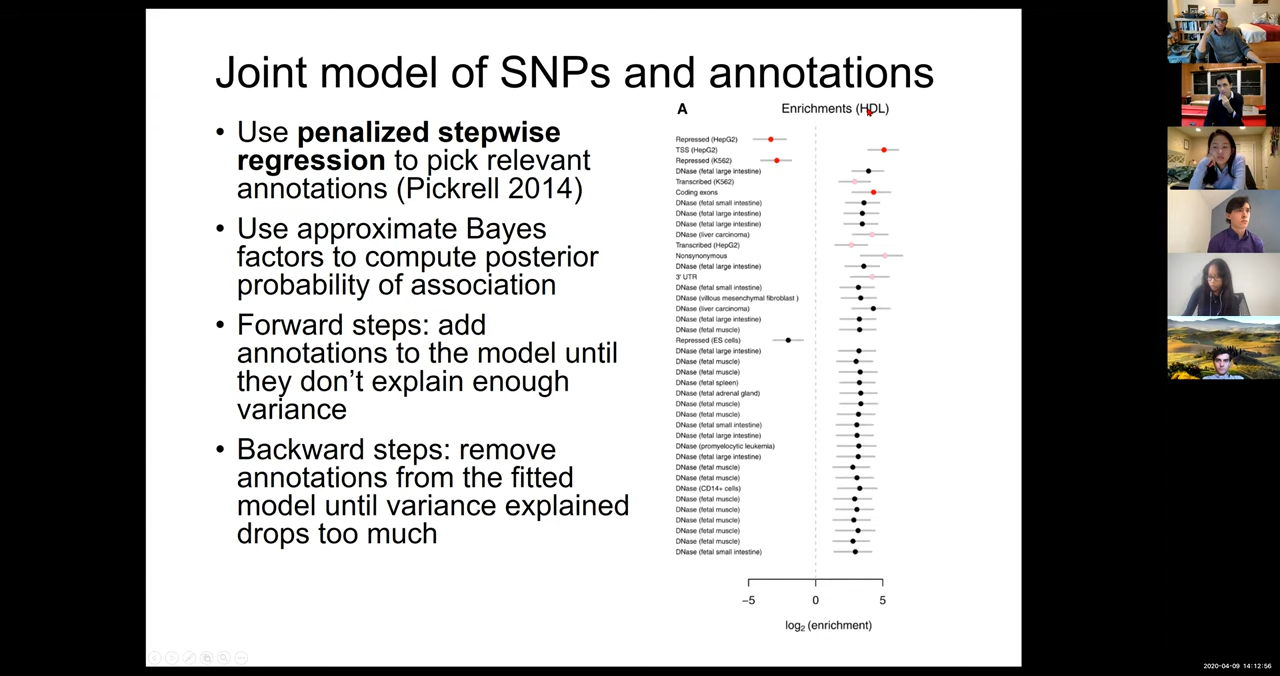 Joint model of SNPs and annotations
• Use penalized stepwise
regression to pick relevant
annotations (Pickrell 2014)
• Use approximate Bayes
factors to compute posterior
probability of association
• Forward steps: add
annotations to the model until
they don’t explain enough
variance
• Backward steps: remove
annotations from the fitted
model until variance explained
drops too much
A
Enrichments (HDL)
Repressed (HepG2)
TSS (HepG2)
Repressed (K562)
DNase (fetal large intestine)
Transcribed (K562)
Coding exons
DNase (fetal small intestine)
DNase (fetal large intestine)
DNase (fetal large intestine)
DNase (liver carcinoma)
Transcribed (HepG2)
Nonsynonymous
DNase (fetal large intestine)
3' UTR
DNase (fetal small intestine)
DNase (villous mesenchymal fibroblast )
DNase (liver carcinoma)
DNase (fetal large intestine)
DNase (fetal muscle)
Repressed (ES cells)
DNase (fetal large intestine)
DNase (fetal muscle)
DNase (fetal muscle)
DNase (fetal spleen)
DNase (fetal adrenal gland)
DNase (fetal muscle)
DNase (fetal muscle)
DNase (fetal small intestine)
DNase (fetal large intestine)
DNase (promyelocytic leukemia)
DNase (fetal large intestine)
DNase (fetal muscle)
DNase (fetal muscle)
DNase (CD14+ cells)
DNase (fetal muscle)
DNase (fetal muscle)
DNase (fetal muscle)
DNase (fetal muscle)
DNase (fetal muscle)
DNase (fetal small intestine)
−5 0 5
log2 (enrichment)
2020-04-09 14:12:56